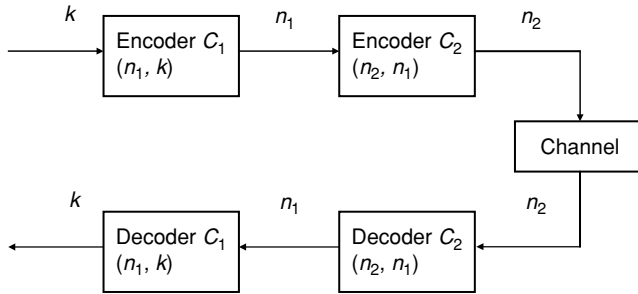 k
n₁
n₂
Encoder C₁
(n₁, k)
Encoder C₂
(n₂, n₁)
Channel
k
n₁
n₂
Decoder C₁
(n₁, k)
Decoder C₂
(n₂, n₁)